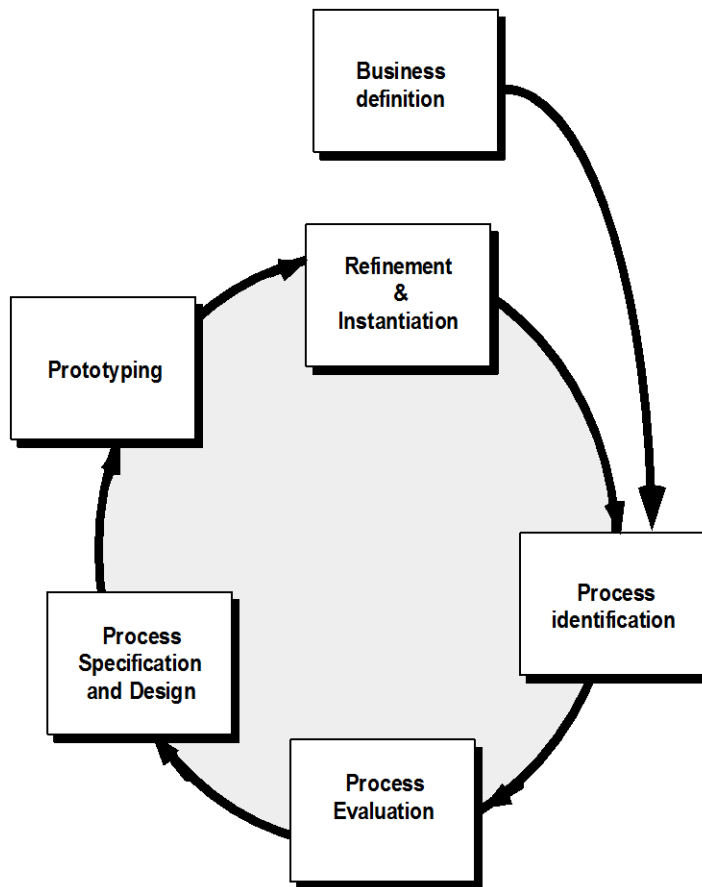 Business
definition
Refinement
&
Instantiation
Prototyping
Process
identification
Process
Specification
and Design
Process
Evaluation